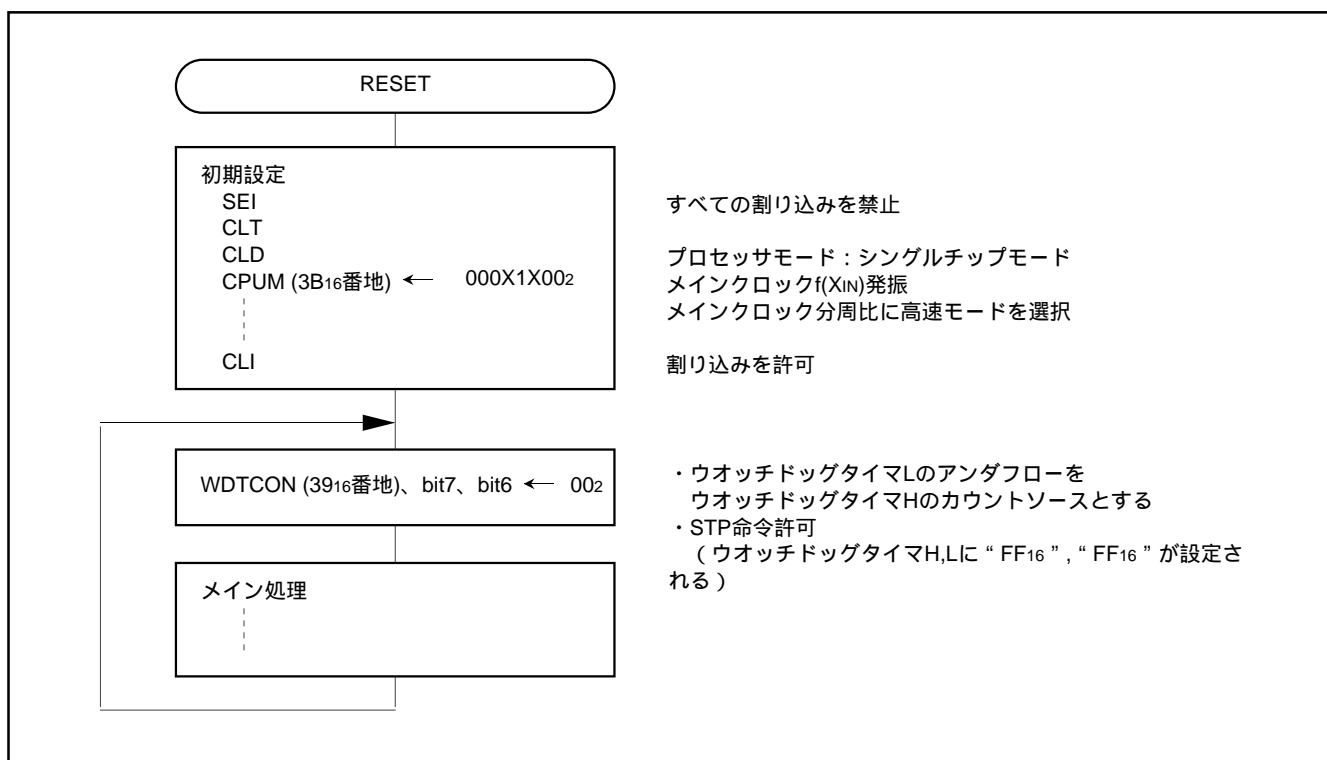 RESET
初期設定
SEI
すべての割り込みを禁止
CLT
CLD
プロセッサモード：シングルチップモード
CPUM (3B16番地) ← 000X1X002
メインクロックf(XIN)発振
メインクロック分周比に高速モードを選択
CLI
割り込みを許可
WDTCON (3916番地)、bit7、bit6 ← 002
・ウオッチドッグタイマLのアンダフローを
ウオッチドッグタイマHのカウントソースとする
・STP命令許可
（ウオッチドッグタイマH,Lに“FF16”,“FF16”が設定さ
れる）
メイン処理